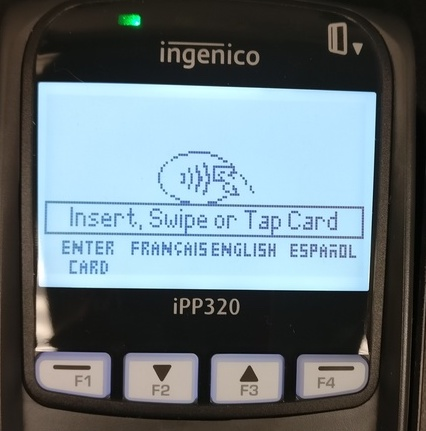 ingenico
Insert, Swipe or Tap Card
ENTER FRANÇAIS ENGLISH ESPAÑOL
CARD
iPP320
F1 F2 F3 F4